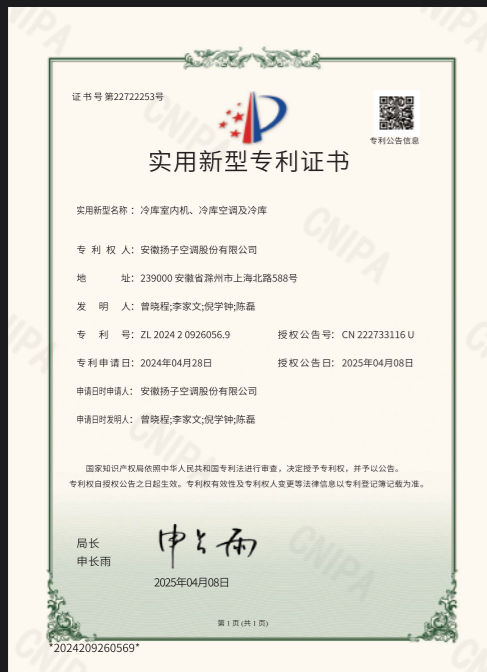 证书号第22722253号
专利公告信息
实用新型专利证书
实用新型名称：冷库室内机、冷库空调及冷库
专利权人：安徽扬子空调股份有限公司
地址：239000 安徽省滁州市上海北路588号
发明人：曾晓程;李家文;倪学钟;陈磊
专利号：ZL 2024 2 0926056.9 授权公告号：CN 222733116 U
专利申请日：2024年04月28日 授权公告日：2025年04月08日
申请日时申请人：安徽扬子空调股份有限公司
申请日时发明人：曾晓程;李家文;倪学钟;陈磊
国家知识产权局依照中华人民共和国专利法进行审查，决定授予专利权，并予以公告。
专利权自授权公告之日起生效。专利权有效性及专利权人变更等法律信息以专利登记簿记载为准。
局长
申长雨
申长雨
2025年04月08日
第 1 页 (共 1 页)
*2024209260569*
CNIPA
CNIPA
CNIPA
CNIPA
CNIPA
CNIPA
CNIPA
CNIPA
CNIPA
CNIPA